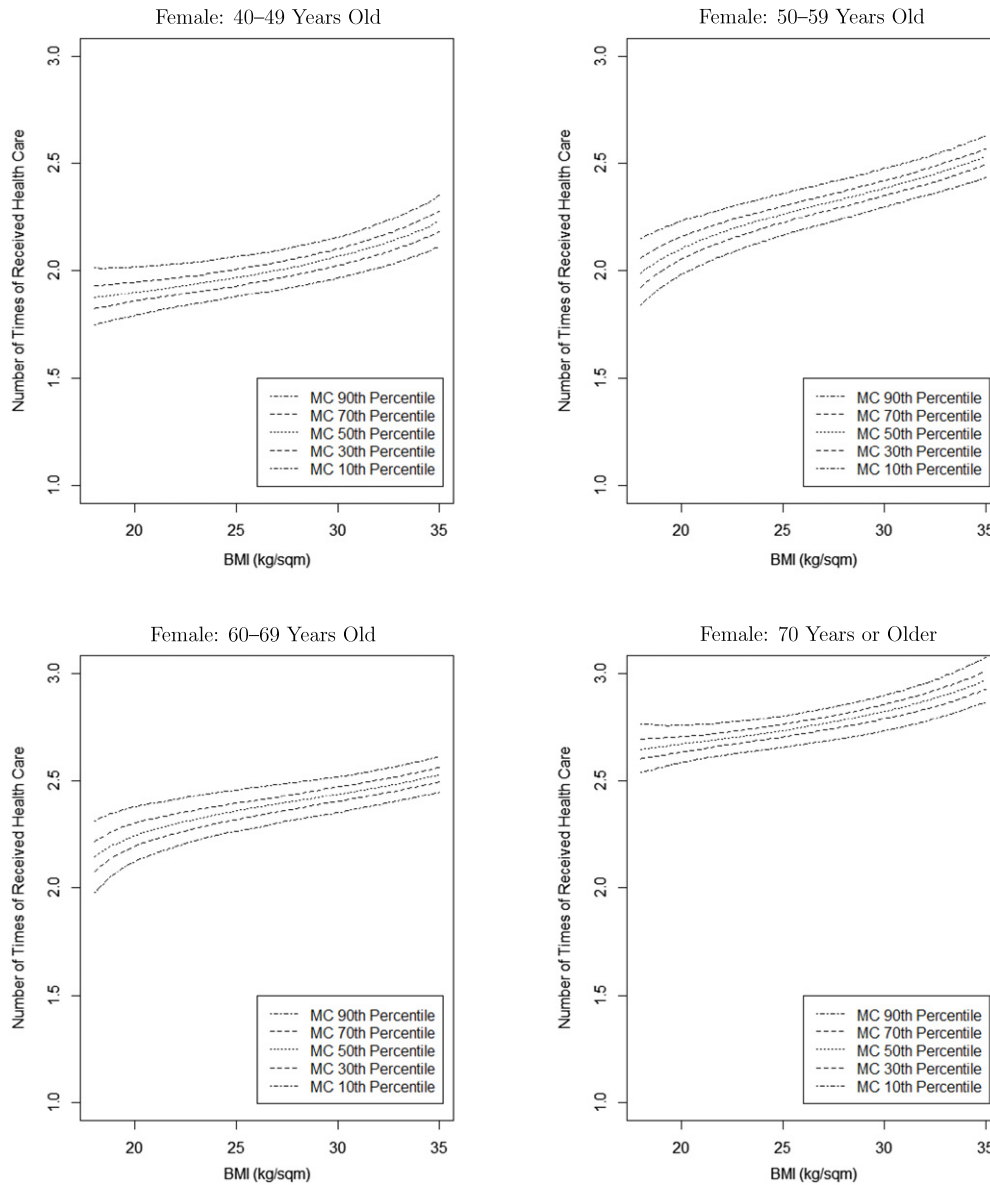 Female: 40–49 Years Old
Number of Times of Received Health Care
3.0
2.5
2.0
1.5
1.0
MC 90th Percentile
MC 70th Percentile
MC 50th Percentile
MC 30th Percentile
MC 10th Percentile
20 25 30 35
BMI (kg/sqm)
Female: 50–59 Years Old
Number of Times of Received Health Care
3.0
2.5
2.0
1.5
1.0
MC 90th Percentile
MC 70th Percentile
MC 50th Percentile
MC 30th Percentile
MC 10th Percentile
20 25 30 35
BMI (kg/sqm)
Female: 60–69 Years Old
Number of Times of Received Health Care
3.0
2.5
2.0
1.5
1.0
MC 90th Percentile
MC 70th Percentile
MC 50th Percentile
MC 30th Percentile
MC 10th Percentile
20 25 30 35
BMI (kg/sqm)
Female: 70 Years or Older
Number of Times of Received Health Care
3.0
2.5
2.0
1.5
1.0
MC 90th Percentile
MC 70th Percentile
MC 50th Percentile
MC 30th Percentile
MC 10th Percentile
20 25 30 35
BMI (kg/sqm)